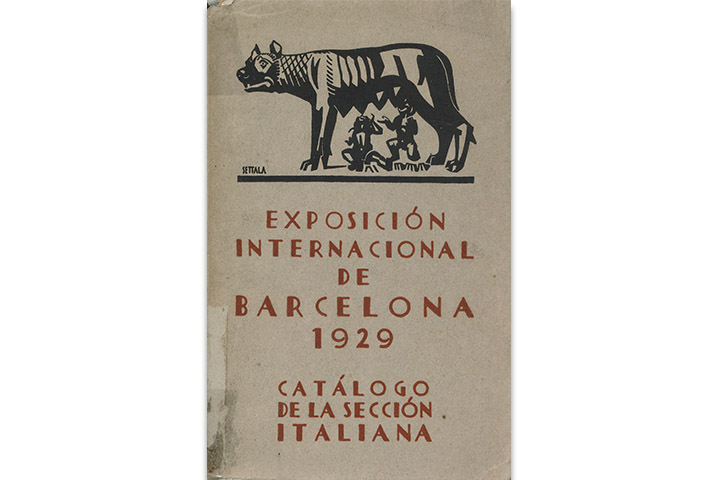 SETTALA
EXPOSICIÓN
INTERNACIONAL
DE
BARCELONA
1929
CATÁLOGO
DE LA SECCIÓN
ITALIANA